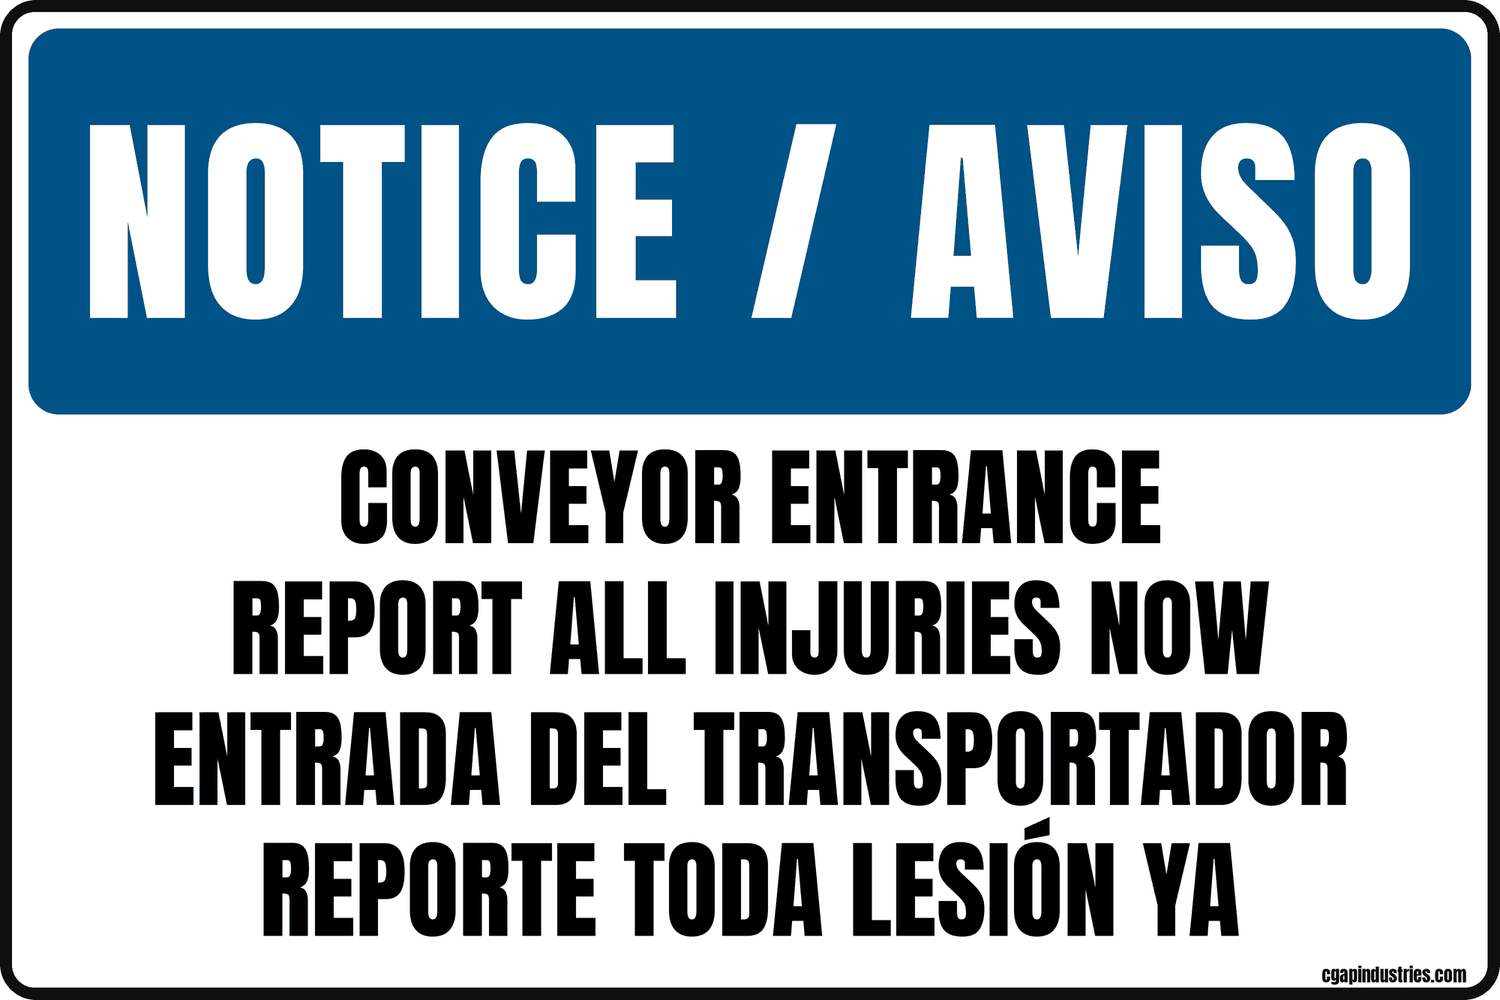 NOTICE / AVISO
CONVEYOR ENTRANCE
REPORT ALL INJURIES NOW
ENTRADA DEL TRANSPORTADOR
REPORTE TODA LESIÓN YA
cgapindustries.com